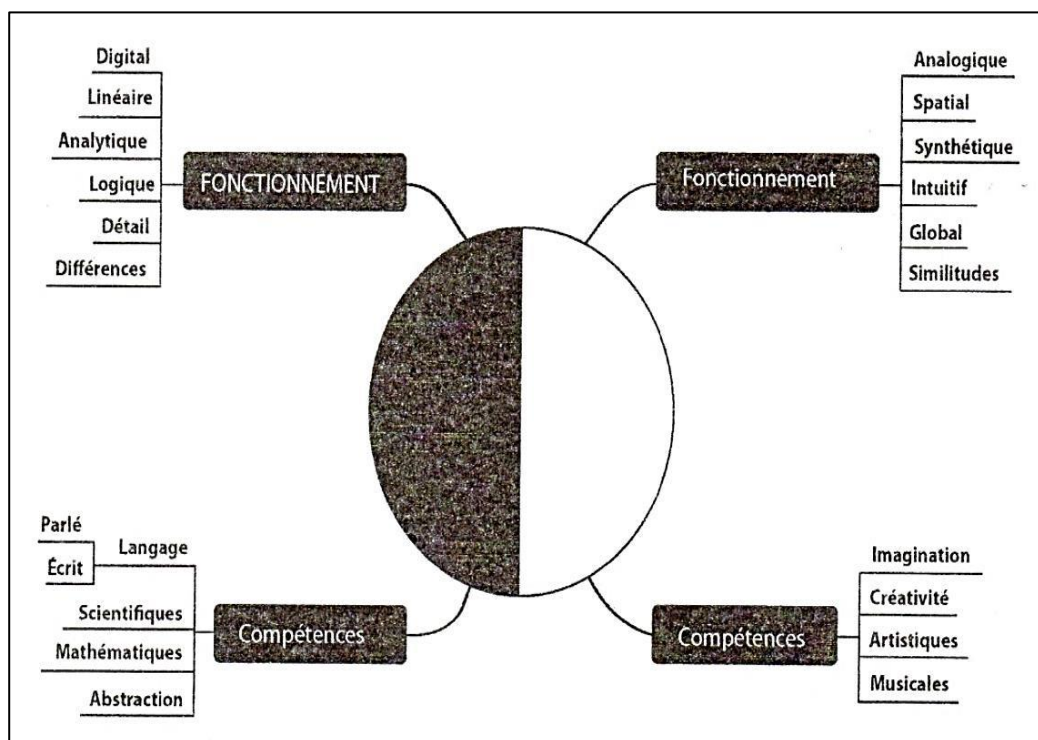 Digital
Linéaire
Analytique
Logique
Détail
Différences
FONCTIONNEMENT
Fonctionnement
Analogique
Spatial
Synthétique
Intuitif
Global
Similitudes
Parlé
Écrit
Langage
Scientifiques
Mathématiques
Abstraction
Compétences
Compétences
Imagination
Créativité
Artistiques
Musicales